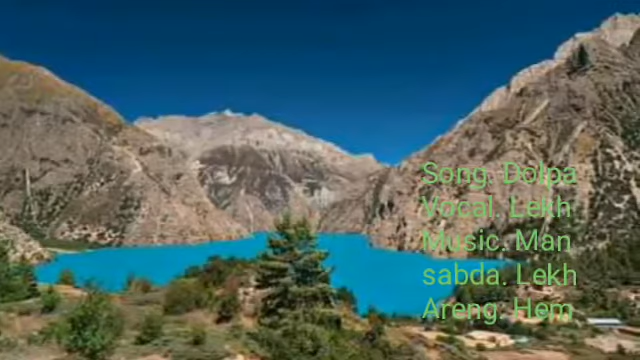 Song. Dolpa
Vocal. Lekh
Music. Man
sabda. Lekh
Areng. Hem